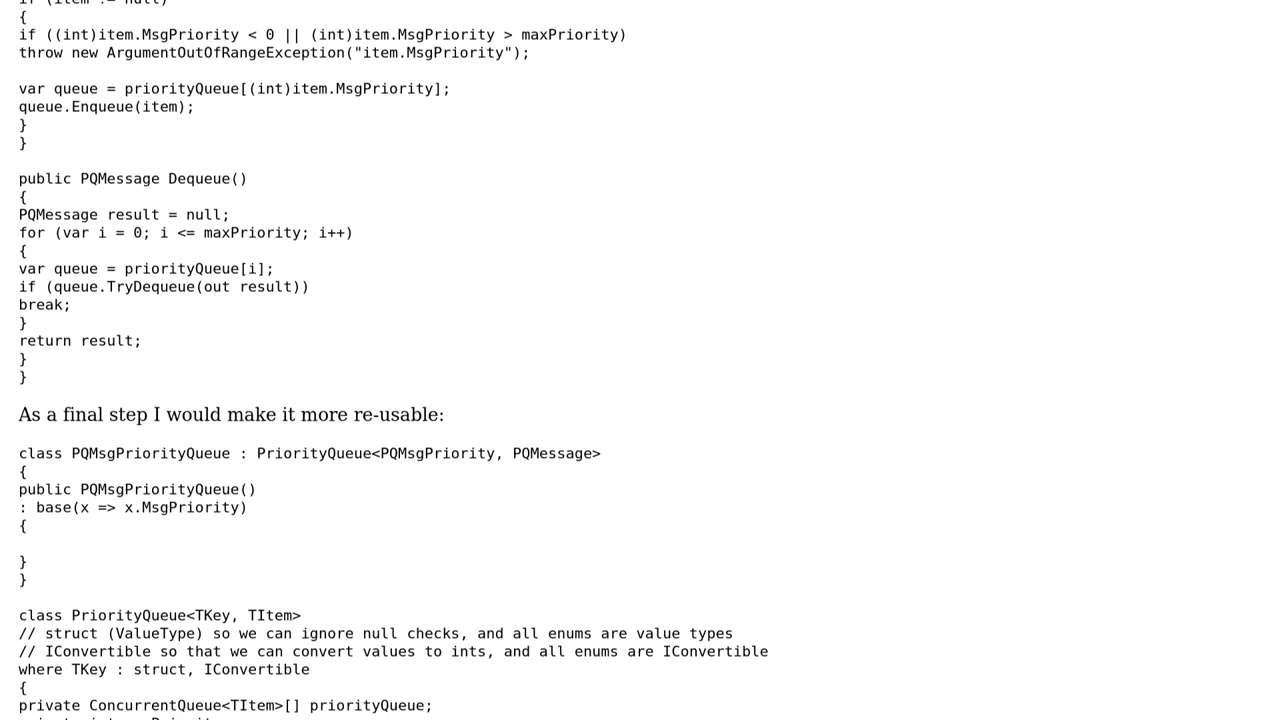 if (item != null)
{
if ((int)item.MsgPriority < 0 || (int)item.MsgPriority > maxPriority)
throw new ArgumentOutOfRangeException("item.MsgPriority");

var queue = priorityQueue[(int)item.MsgPriority];
queue.Enqueue(item);
}
}

public PQMessage Dequeue()
{
PQMessage result = null;
for (var i = 0; i <= maxPriority; i++)
{
var queue = priorityQueue[i];
if (queue.TryDequeue(out result))
break;
}
return result;
}
}

As a final step I would make it more re-usable:

class PQMsgPriorityQueue : PriorityQueue<PQMsgPriority, PQMessage>
{
public PQMsgPriorityQueue()
: base(x => x.MsgPriority)
{

}
}

class PriorityQueue<TKey, TItem>
// struct (ValueType) so we can ignore null checks, and all enums are value types
// IConvertible so that we can convert values to ints, and all enums are IConvertible
where TKey : struct, IConvertible
{
private ConcurrentQueue<TItem>[] priorityQueue;